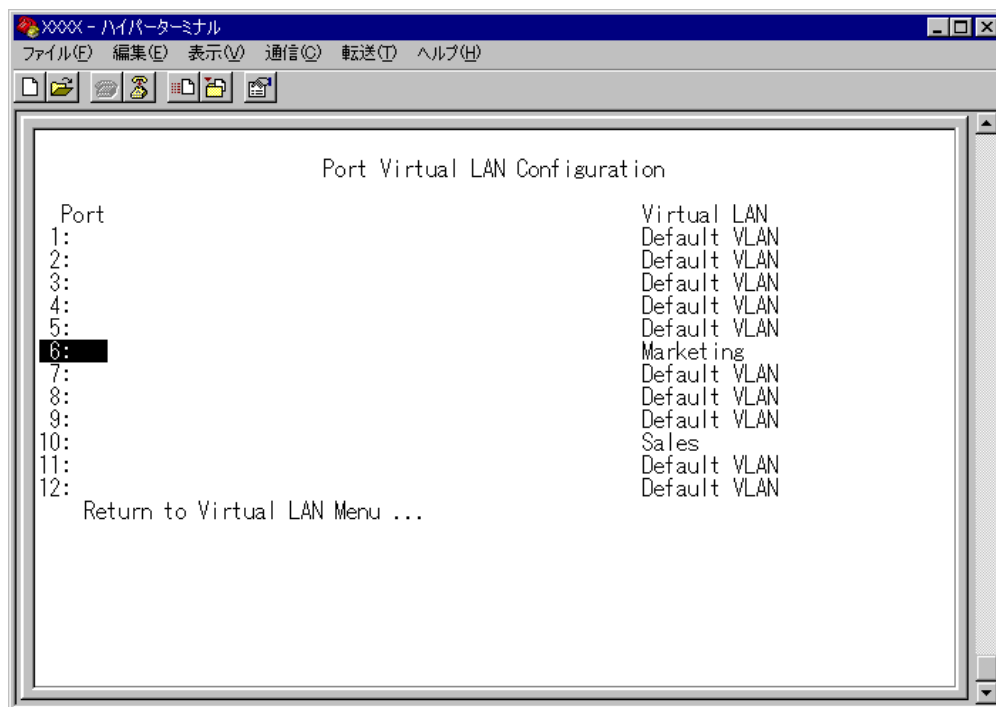 XXXX - ハイパーターミナル
ファイル(F) 編集(E) 表示(V) 通信(C) 転送(T) ヘルプ(H)
Port Virtual LAN Configuration
Port Virtual LAN
1: Default VLAN
2: Default VLAN
3: Default VLAN
4: Default VLAN
5: Default VLAN
6: Marketing
7: Default VLAN
8: Default VLAN
9: Default VLAN
10: Sales
11: Default VLAN
12: Default VLAN
Return to Virtual LAN Menu ...